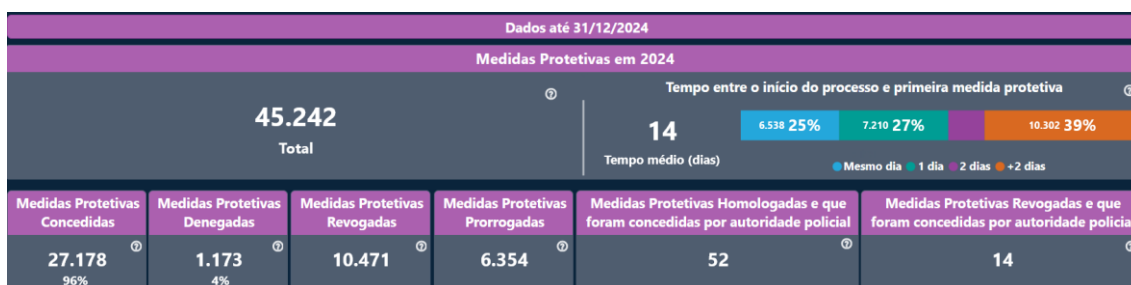 Dados até 31/12/2024
Medidas Protetivas em 2024
45.242
Total
Tempo entre o início do processo e primeira medida protetiva
14
Tempo médio (dias)
6.538 25%
7.210 27%
10.302 39%
Mesmo dia
1 dia
2 dias
+2 dias
Medidas Protetivas
Concedidas
27.178
96%
Medidas Protetivas
Denegadas
1.173
4%
Medidas Protetivas
Revogadas
10.471
Medidas Protetivas
Prorrogadas
6.354
Medidas Protetivas Homologadas e que
foram concedidas por autoridade policial
52
Medidas Protetivas Revogadas e que
foram concedidas por autoridade policia
14